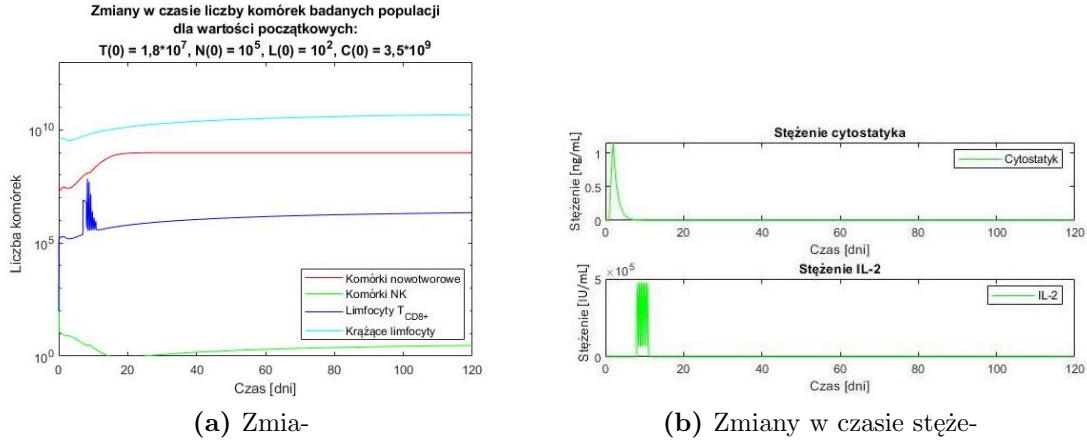 Zmiany w czasie liczby komórek badanych populacji
dla wartości początkowych:
T(0) = 1,8*10^7, N(0) = 10^5, L(0) = 10^2, C(0) = 3,5*10^9
10^10
10^5
10^0
Liczba komórek
Komórki nowotworowe
Komórki NK
Limfocyty T_CD8+
Krążące limfocyty
0 20 40 60 80 100 120
Czas [dni]
(a) Zmia-
Stężenie cytostatyka
Stężenie [ng/mL]
1
0.5
0
Cytostatyk
0 20 40 60 80 100 120
Czas [dni]
Stężenie IL-2
× 10^5
Stężenie [IU/mL]
5
0
IL-2
0 20 40 60 80 100 120
Czas [dni]
(b) Zmiany w czasie stęże-